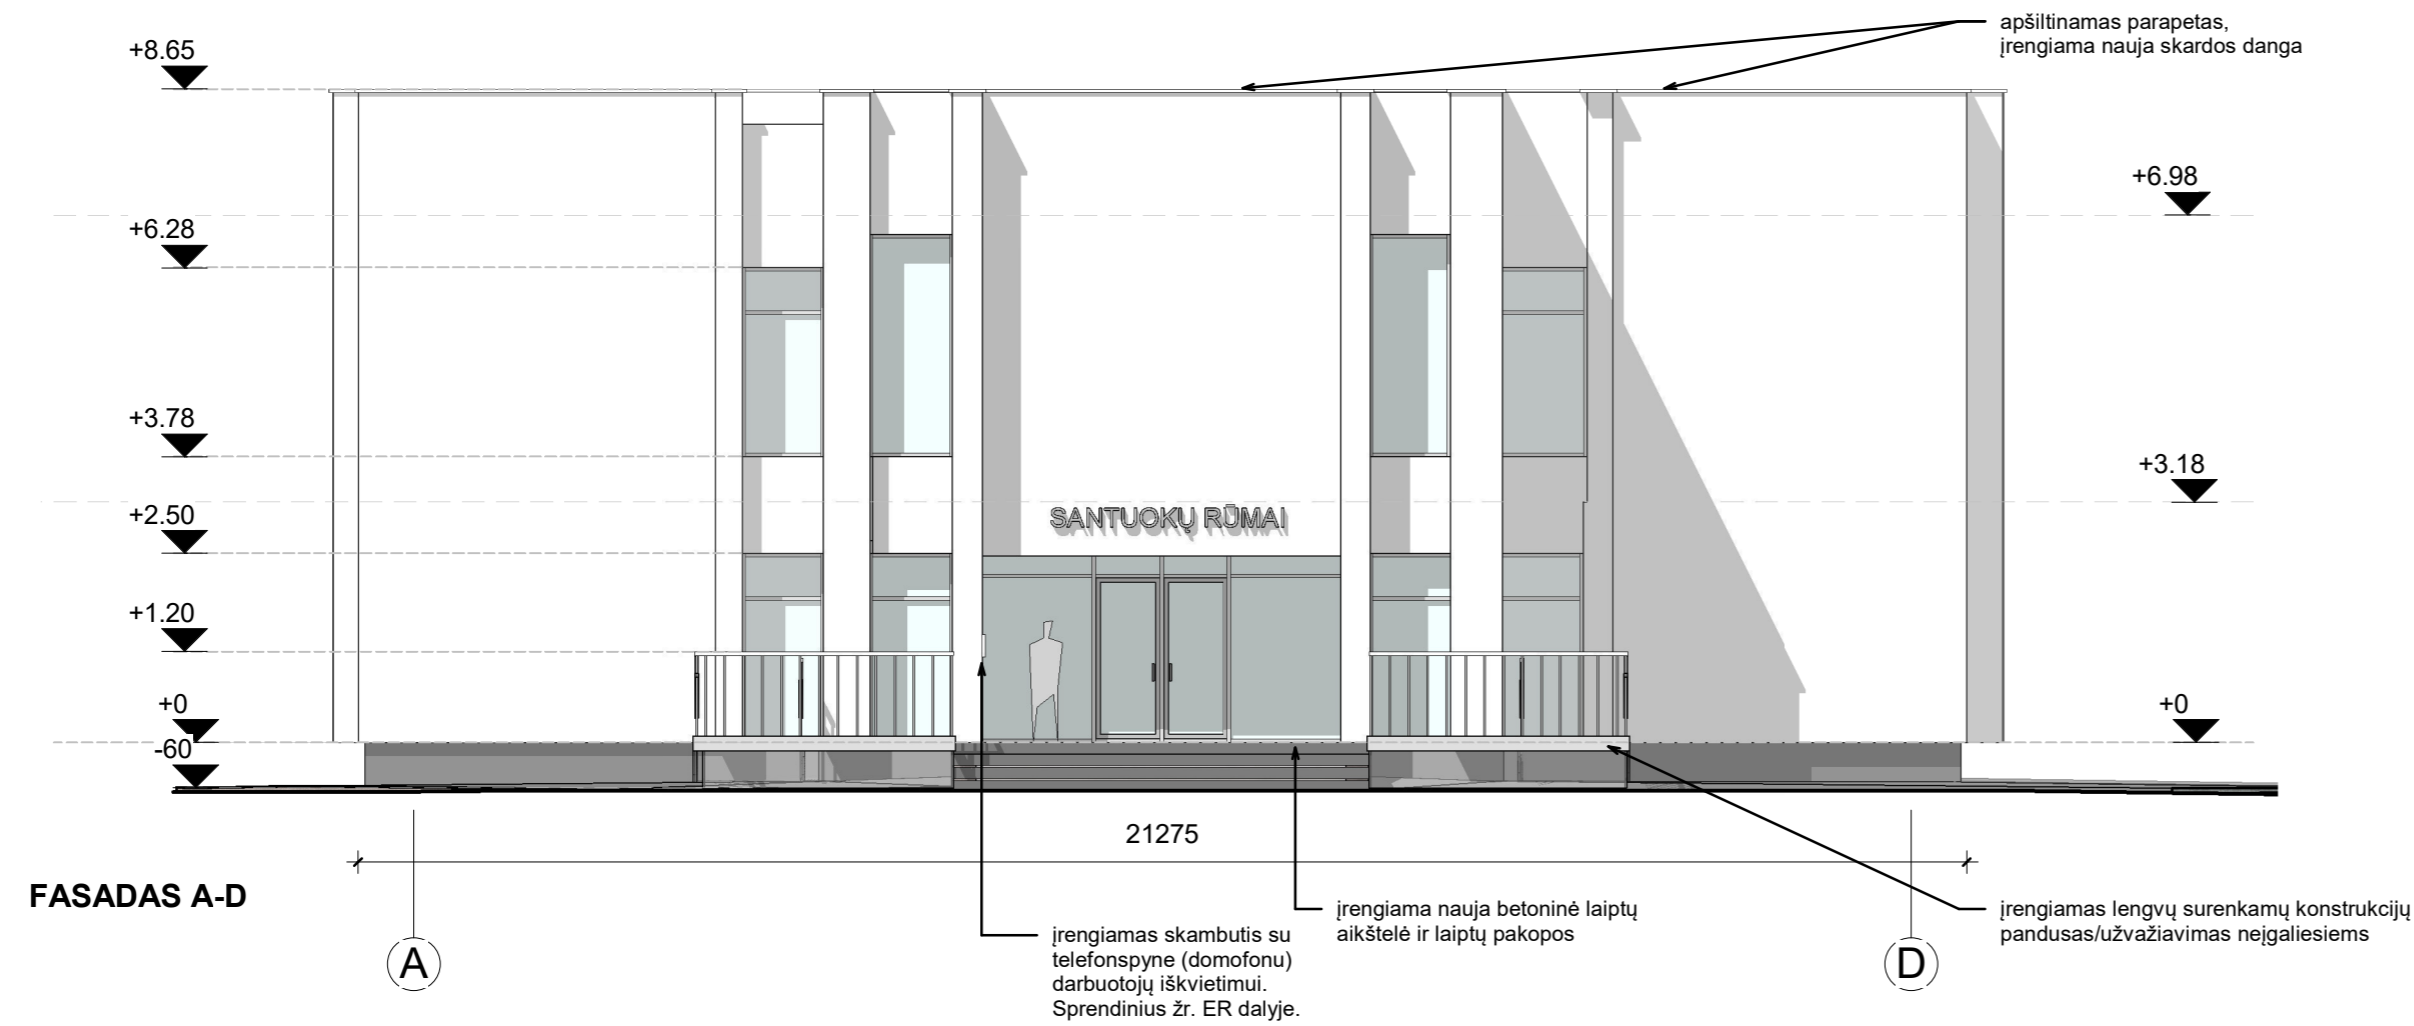 apšiltinamas parapetas,
įrengiama nauja skardos danga
+8.65
+6.98
+6.28
+3.78
+3.18
+2.50
SANTUOKŲ RŪMAI
+1.20
+0
+0
-60
21275
FASADAS A-D
A
D
įrengiamas skambutis su
telefonspyne (domofonu)
darbuotojų iškvietimui.
Sprendinius žr. ER dalyje.
įrengiama nauja betoninė laiptų
aikštelė ir laiptų pakopos
įrengiamas lengvų surenkamų konstrukcijų
pandusas/užvažiavimas neįgaliesiems